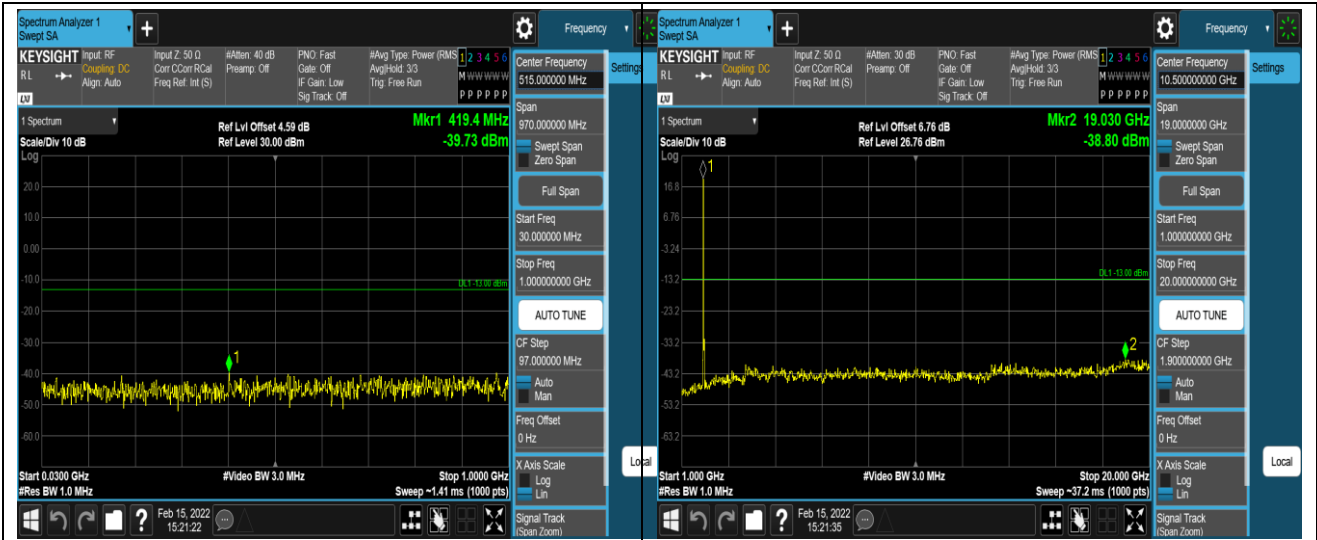 Spectrum Analyzer 1
Swept SA
+
Frequency
KEYSIGHT
RL
LXI
Input: RF
Coupling: DC
Align: Auto
Input Z: 50 Ω
Corr CCorr RCal
Freq Ref: Int (S)
#Atten: 40 dB
Preamp: Off
PNO: Fast
Gate: Off
IF Gain: Low
Sig Track: Off
#Avg Type: Power (RMS
Avg|Hold: 3/3
Trig: Free Run
1 2 3 4 5 6
M W W W W W
P P P P P P
Center Frequency
515.000000 MHz
Settings
1 Spectrum
Ref Lvl Offset 4.59 dB
Mkr1 419.4 MHz
Scale/Div 10 dB
Ref Level 30.00 dBm
-39.73 dBm
Log
20.0
10.0
0.00
-10.0
-20.0
-30.0
-40.0
-50.0
-60.0
DL1 -13.00 dBm
1
Span
970.000000 MHz
Swept Span
Zero Span
Full Span
Start Freq
30.000000 MHz
Stop Freq
1.000000000 GHz
AUTO TUNE
CF Step
97.000000 MHz
Auto
Man
Freq Offset
0 Hz
X Axis Scale
Log
Lin
Signal Track
(Span Zoom)
Local
Start 0.0300 GHz
#Video BW 3.0 MHz
Stop 1.0000 GHz
#Res BW 1.0 MHz
Sweep ~1.41 ms (1000 pts)
?
Feb 15, 2022
15:21:22
Spectrum Analyzer 1
Swept SA
+
Frequency
KEYSIGHT
RL
LXI
Input: RF
Coupling: DC
Align: Auto
Input Z: 50 Ω
Corr CCorr RCal
Freq Ref: Int (S)
#Atten: 30 dB
Preamp: Off
PNO: Fast
Gate: Off
IF Gain: Low
Sig Track: Off
#Avg Type: Power (RMS
Avg|Hold: 3/3
Trig: Free Run
1 2 3 4 5 6
M W W W W W
P P P P P P
Center Frequency
10.500000000 GHz
Settings
1 Spectrum
Ref Lvl Offset 6.76 dB
Mkr2 19.030 GHz
Scale/Div 10 dB
Ref Level 26.76 dBm
-38.80 dBm
Log
16.8
6.76
-3.24
-13.2
-23.2
-33.2
-43.2
-53.2
-63.2
DL1 -13.00 dBm
1
2
Span
19.0000000 GHz
Swept Span
Zero Span
Full Span
Start Freq
1.000000000 GHz
Stop Freq
20.000000000 GHz
AUTO TUNE
CF Step
1.900000000 GHz
Auto
Man
Freq Offset
0 Hz
X Axis Scale
Log
Lin
Signal Track
(Span Zoom)
Local
Start 1.000 GHz
#Video BW 3.0 MHz
Stop 20.000 GHz
#Res BW 1.0 MHz
Sweep ~37.2 ms (1000 pts)
?
Feb 15, 2022
15:21:35